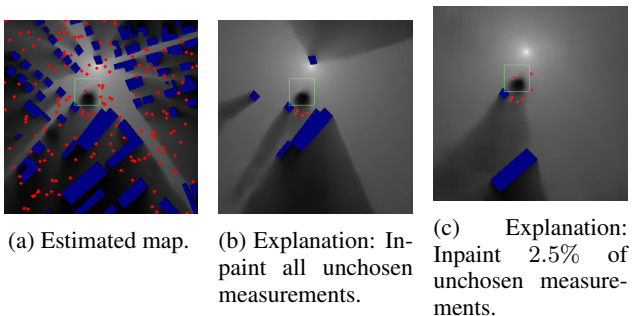 (a) Estimated map.
(b) Explanation: In-
paint all unchosen
measurements.
(c) Explanation:
Inpaint 2.5% of
unchosen measure-
ments.